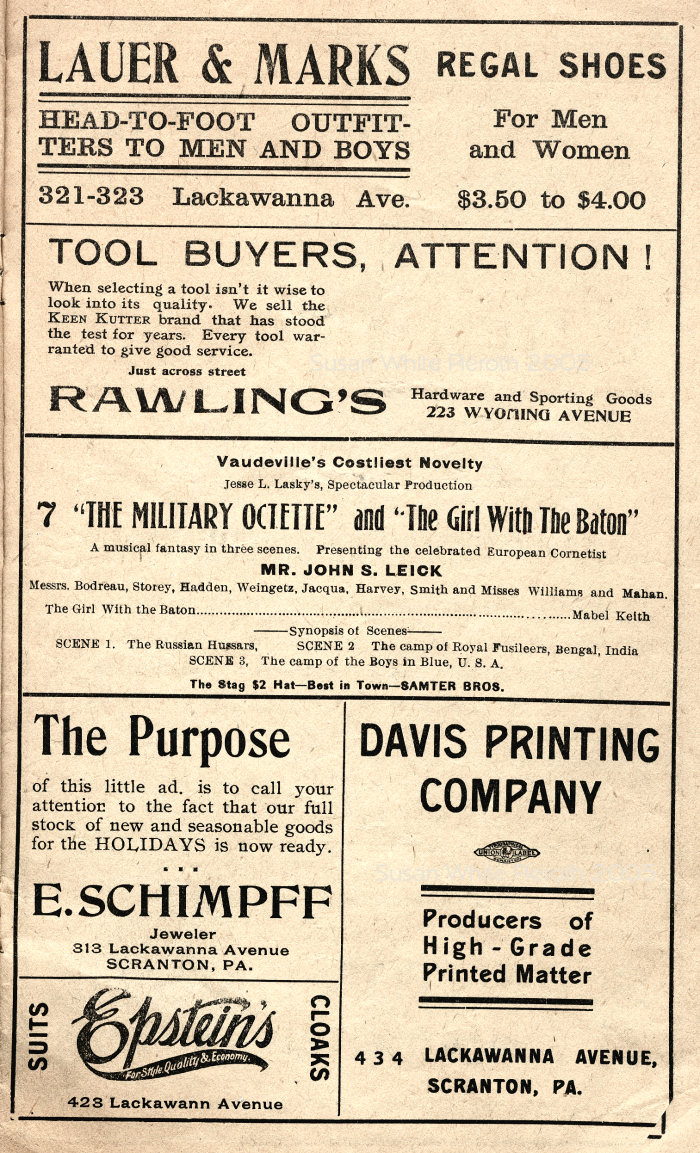 LAUER & MARKS
HEAD-TO-FOOT OUTFIT-
TERS TO MEN AND BOYS
321-323 Lackawanna Ave.
REGAL SHOES
For Men
and Women
$3.50 to $4.00
TOOL BUYERS, ATTENTION!
When selecting a tool isn't it wise to
look into its quality. We sell the
KEEN KUTTER brand that has stood
the test for years. Every tool war-
ranted to give good service.
Just across street
RAWLING'S
Hardware and Sporting Goods
223 WYOMING AVENUE
Vaudeville's Costliest Novelty
Jesse L. Lasky's, Spectacular Production
7 "THE MILITARY OCTETTE" and "The Girl With The Baton"
A musical fantasy in three scenes. Presenting the celebrated European Cornetist
MR. JOHN S. LEICK
Messrs. Bodreau, Storey, Hadden, Weingetz, Jacqua, Harvey, Smith and Misses Williams and Mahan.
The Girl With the Baton..........Mabel Keith
Synopsis of Scenes
SCENE 1. The Russian Hussars, SCENE 2 The camp of Royal Fusileers, Bengal, India
SCENE 3, The camp of the Boys in Blue, U. S. A.
The Stag $2 Hat—Best in Town—SAMTER BROS.
The Purpose
of this little ad. is to call your
attention to the fact that our full
stock of new and seasonable goods
for the HOLIDAYS is now ready.
...
E. SCHIMPFF
Jeweler
313 Lackawanna Avenue
SCRANTON, PA.
SUITS
Epstein's
For Style Quality & Economy.
CLOAKS
423 Lackawann Avenue
DAVIS PRINTING
COMPANY
UNION LABEL
Producers of
High-Grade
Printed Matter
434 LACKAWANNA AVENUE,
SCRANTON, PA.